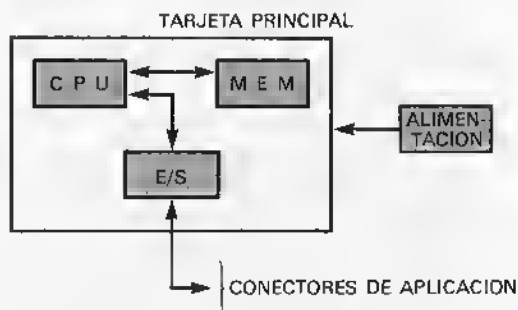 TARJETA PRINCIPAL
C P U
M E M
ALIMEN-
TACION
E/S
CONECTORES DE APLICACION